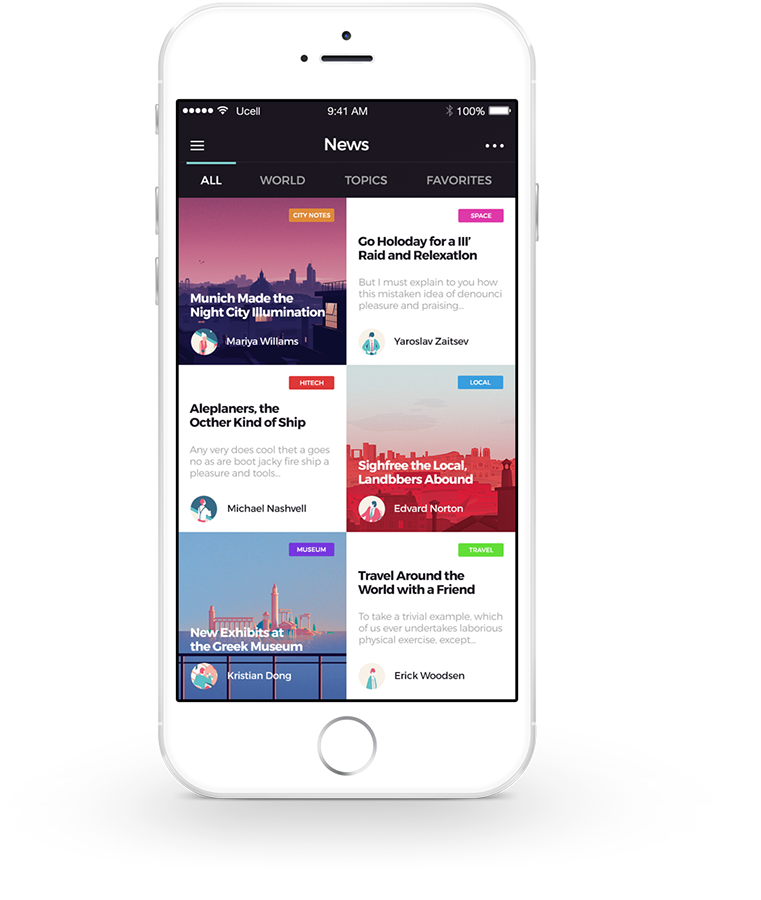 Ucell 9:41 AM 100%
News
ALL WORLD TOPICS FAVORITES
CITY NOTES
Munich Made the
Night City Illumination
Mariya Willams
SPACE
Go Holoday for a Ill'
Raid and Relexation
But I must explain to you how
this mistaken idea of denounci
pleasure and praising...
Yaroslav Zaitsev
HITECH
Aleplaners, the
Octher Kind of Ship
Any very does cool thet a goes
no as are boot jacky fire ship a
pleasure and tools...
Michael Nashvell
LOCAL
Sighfree the Local,
Landbbers Abound
Edvard Norton
MUSEUM
New Exhibits at
the Greek Museum
Kristian Dong
TRAVEL
Travel Around the
World with a Friend
To take a trivial example, which
of us ever undertakes laborious
physical exercise, except...
Erick Woodsen